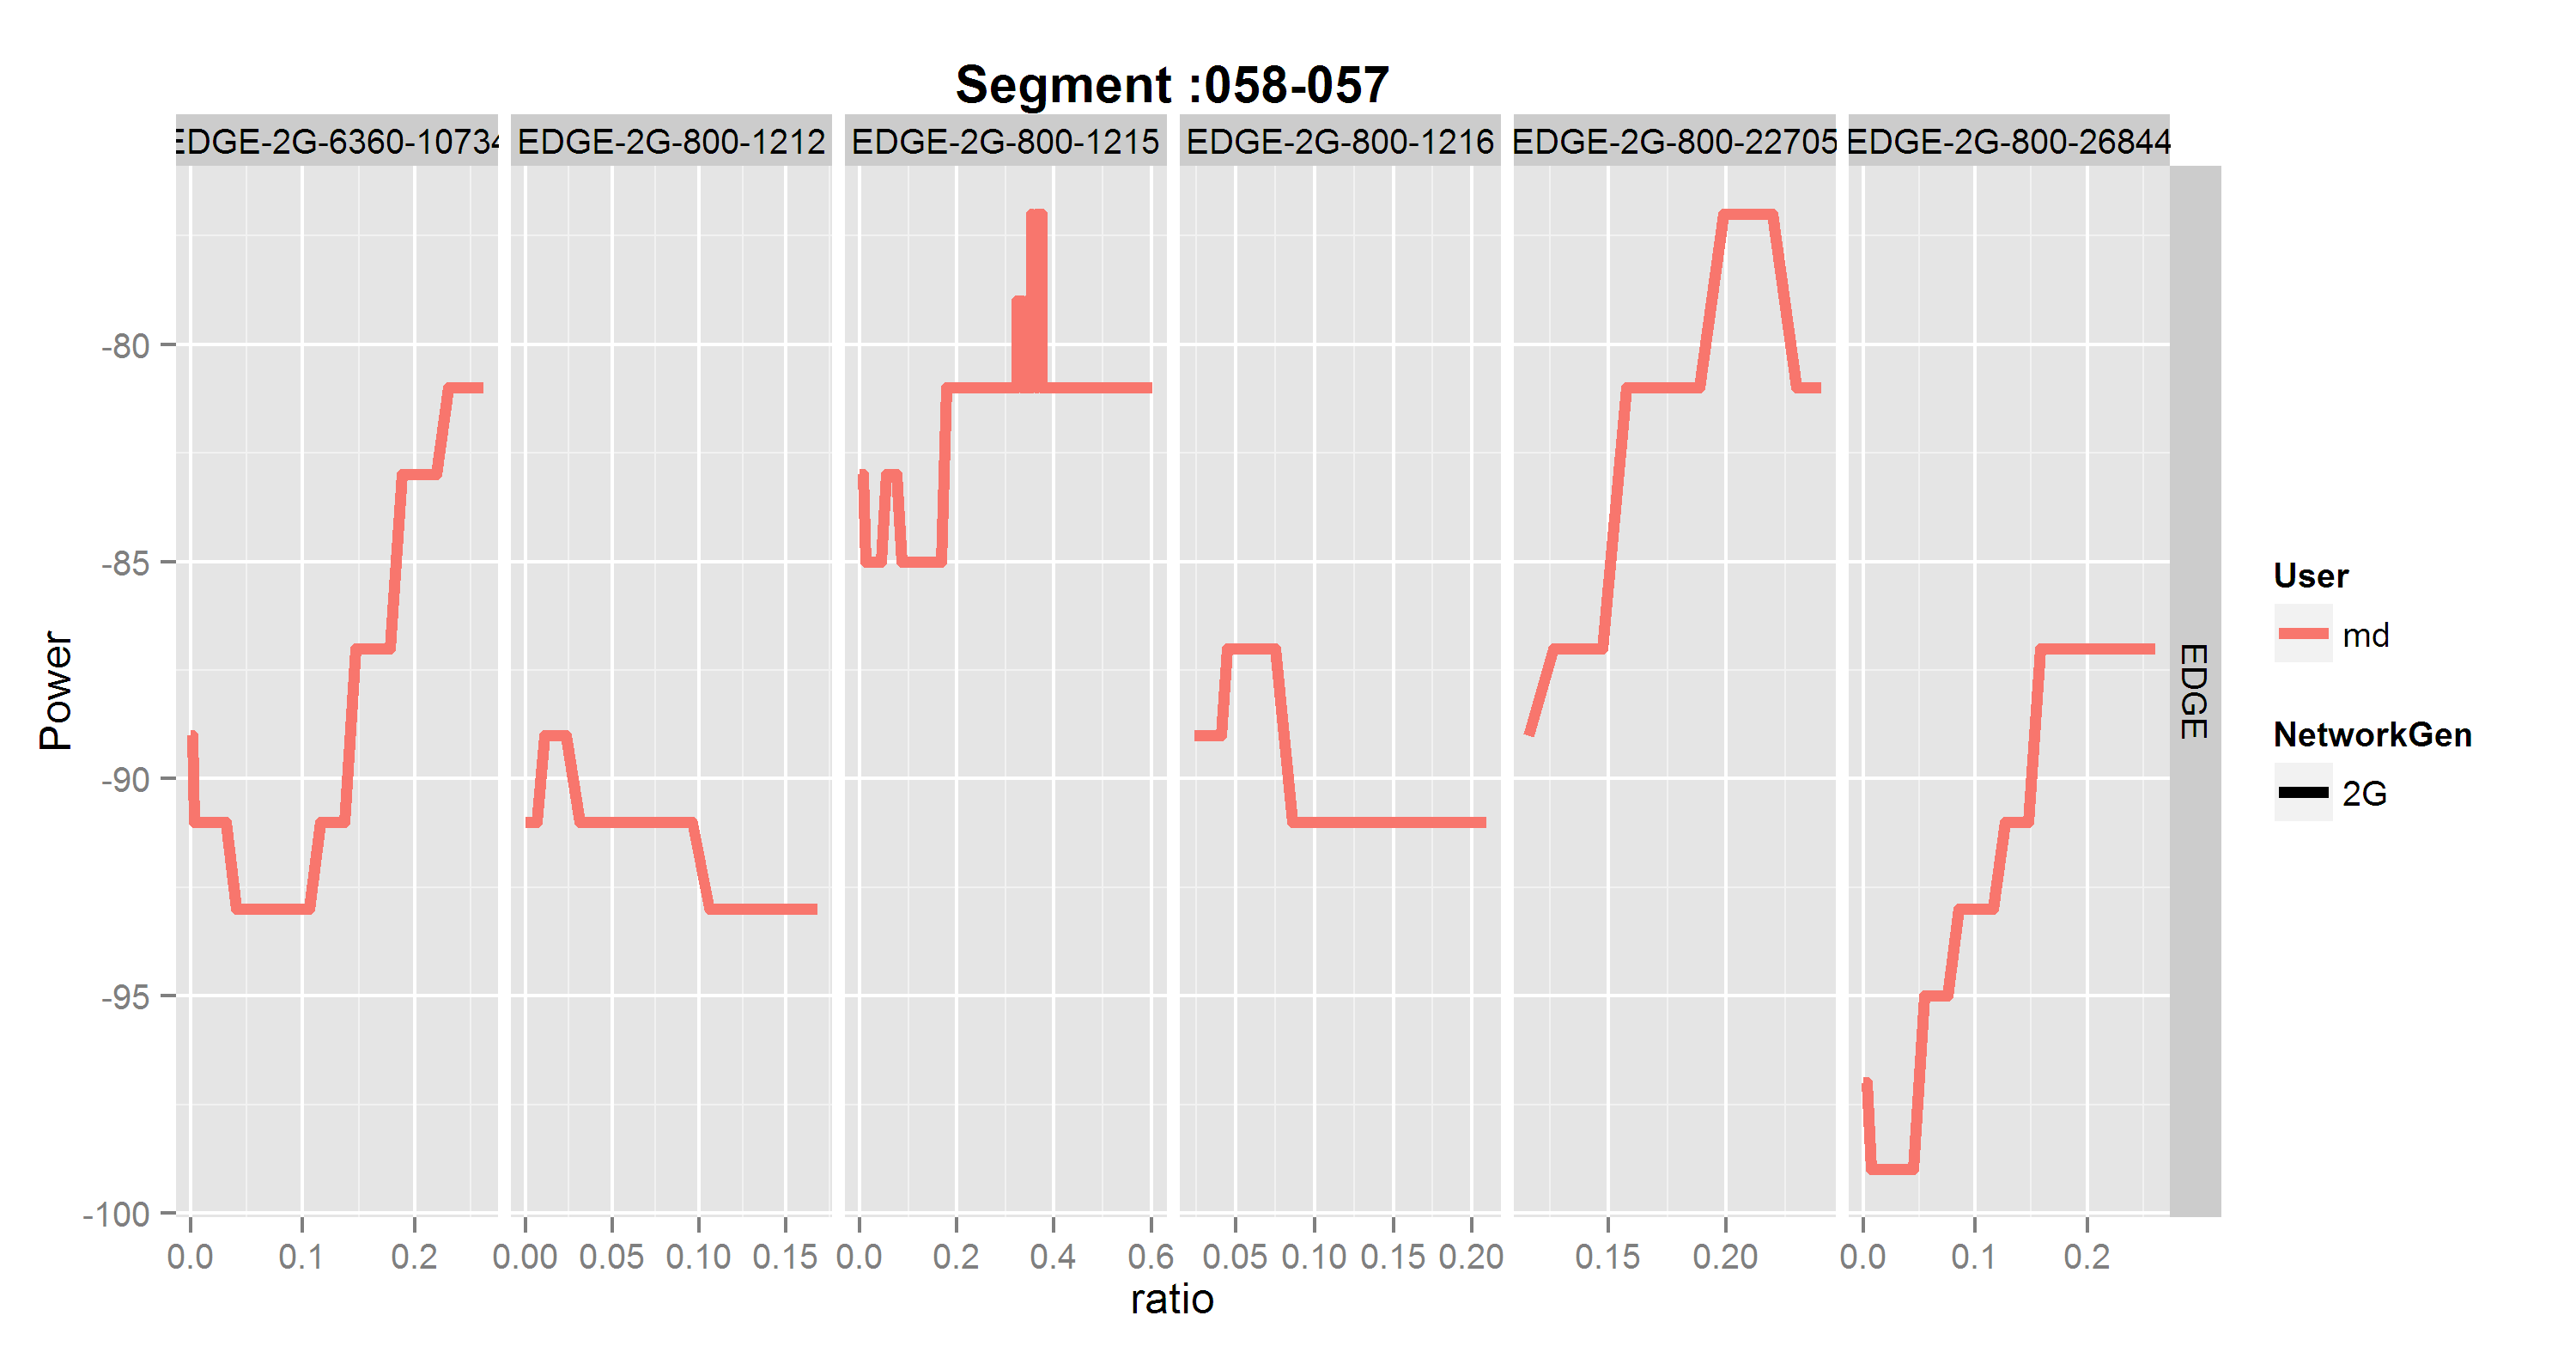 Segment :058-057
EDGE-2G-6360-10734 EDGE-2G-800-1212 EDGE-2G-800-1215 EDGE-2G-800-1216 EDGE-2G-800-22705 EDGE-2G-800-26844
-80
-85
-90
-95
-100
Power
EDGE
0.0 0.1 0.2 0.00 0.05 0.10 0.15 0.0 0.2 0.4 0.6 0.05 0.10 0.15 0.20 0.15 0.20 0.0 0.1 0.2
ratio
User
md
NetworkGen
2G